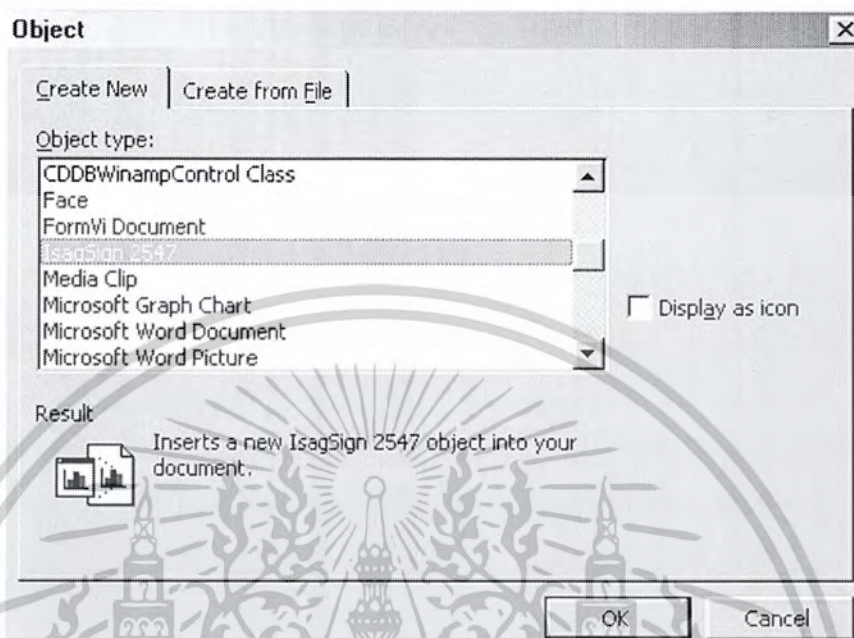 Object
Create New
Create from File
Object type:
CDDBWinampControl Class
Face
FormVi Document
IsagSign 2547
Media Clip
Microsoft Graph Chart
Microsoft Word Document
Microsoft Word Picture
Display as icon
Result
Inserts a new IsagSign 2547 object into your
document.
OK
Cancel